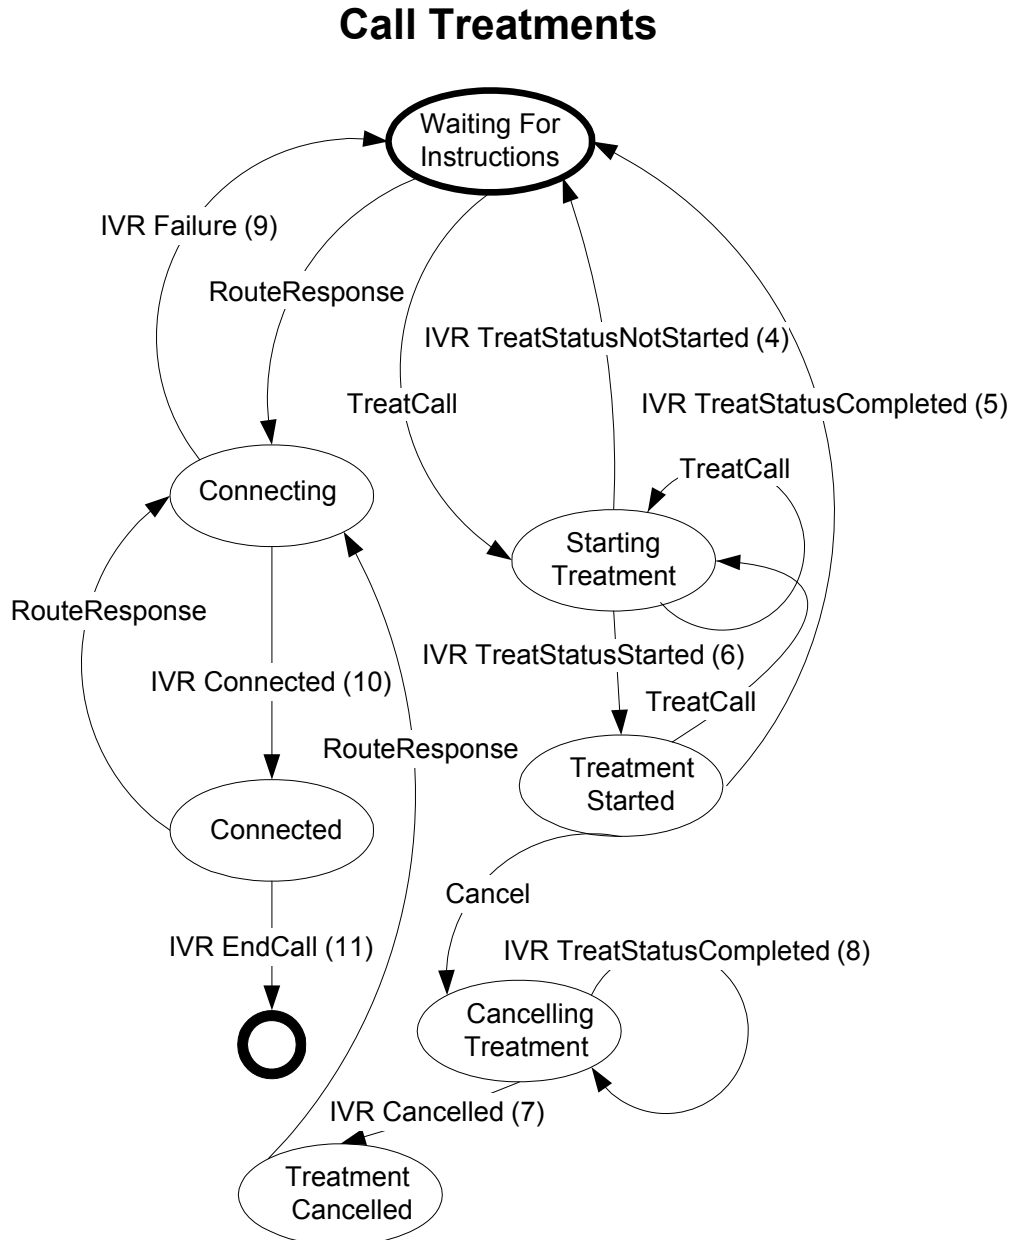 Call Treatments
Waiting For
Instructions
IVR Failure (9)
RouteResponse
IVR TreatStatusNotStarted (4)
TreatCall
IVR TreatStatusCompleted (5)
TreatCall
Connecting
Starting
Treatment
RouteResponse
IVR TreatStatusStarted (6)
IVR Connected (10)
TreatCall
RouteResponse
Treatment
Started
Connected
Cancel
IVR EndCall (11)
IVR TreatStatusCompleted (8)
Cancelling
Treatment
IVR Cancelled (7)
Treatment
Cancelled